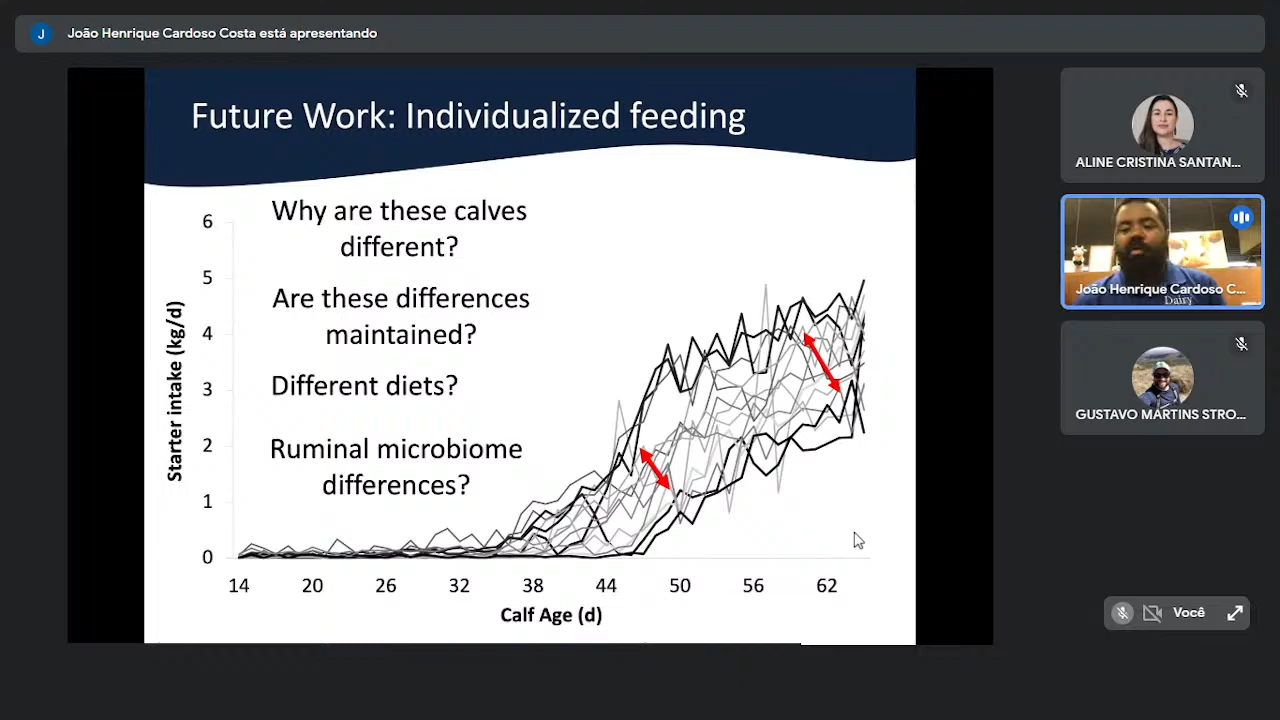 J João Henrique Cardoso Costa está apresentando
Future Work: Individualized feeding
Why are these calves
different?
Are these differences
maintained?
Different diets?
Ruminal microbiome
differences?
Starter intake (kg/d)
6
5
4
3
2
1
0
14 20 26 32 38 44 50 56 62
Calf Age (d)
ALINE CRISTINA SANTAN...
João Henrique Cardoso C...
Dairy
GUSTAVO MARTINS STRO...
Você